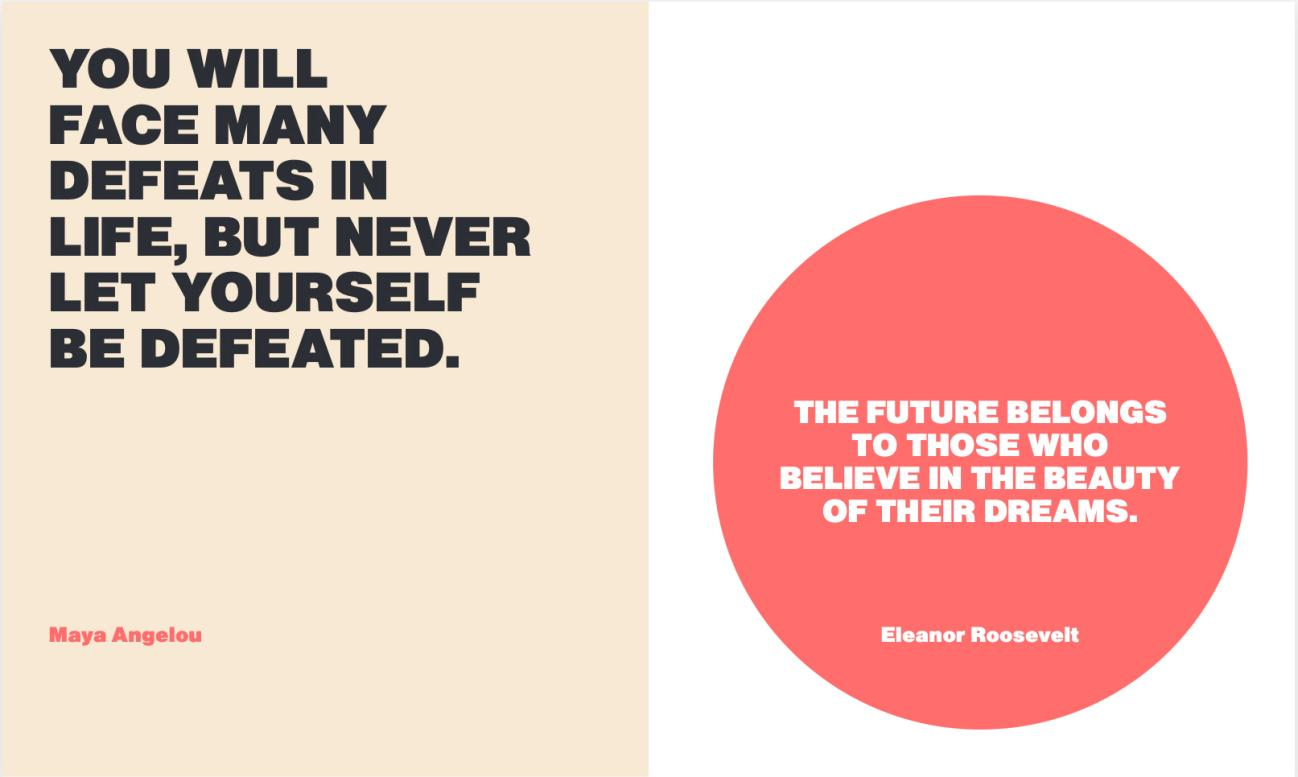 YOU WILL
FACE MANY
DEFEATS IN
LIFE, BUT NEVER
LET YOURSELF
BE DEFEATED.
Maya Angelou
THE FUTURE BELONGS
TO THOSE WHO
BELIEVE IN THE BEAUTY
OF THEIR DREAMS.
Eleanor Roosevelt